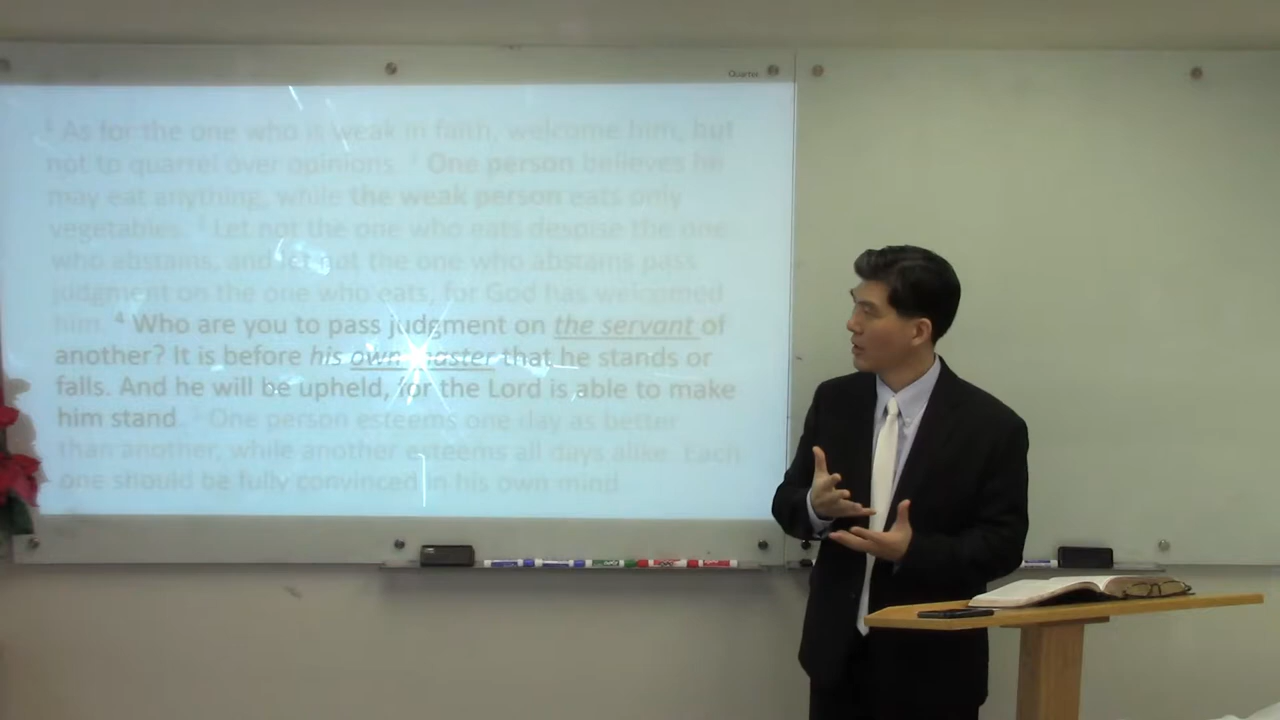 Quartet
¹ As for the one who is weak in faith, welcome him, but
not to quarrel over opinions. ² One person believes he
may eat anything, while the weak person eats only
vegetables. ³ Let not the one who eats despise the one
who abstains, and let not the one who abstains pass
judgment on the one who eats, for God has welcomed
him. ⁴ Who are you to pass judgment on the servant of
another? It is before his own master that he stands or
falls. And he will be upheld, for the Lord is able to make
him stand. ⁵ One person esteems one day as better
than another, while another esteems all days alike. Each
one should be fully convinced in his own mind